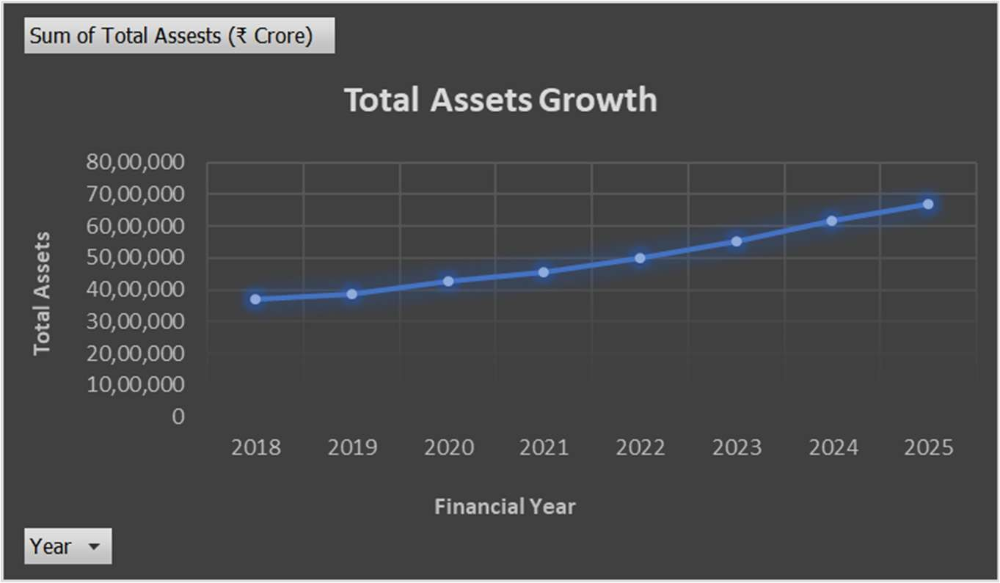 Sum of Total Assests (₹ Crore)
Total Assets Growth
Total Assets
80,00,000
70,00,000
60,00,000
50,00,000
40,00,000
30,00,000
20,00,000
10,00,000
0
2018 2019 2020 2021 2022 2023 2024 2025
Financial Year
Year